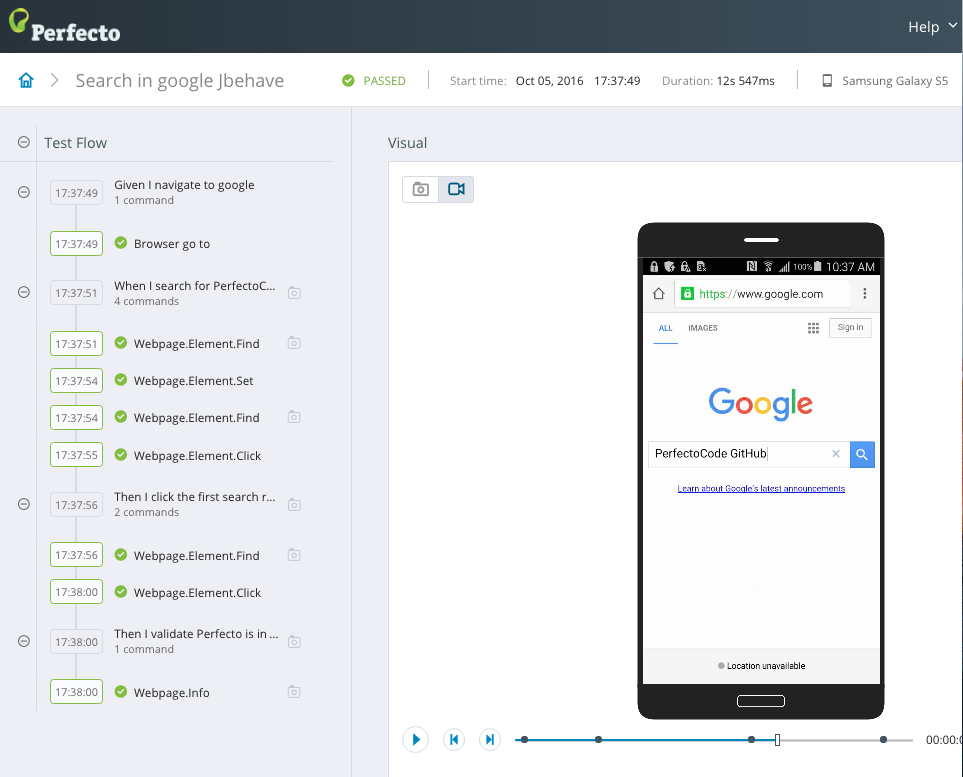 Perfecto
Help
Search in google Jbehave
PASSED
Start time: Oct 05, 2016 17:37:49
Duration: 12s 547ms
Samsung Galaxy S5
Test Flow
17:37:49 Given I navigate to google
1 command
17:37:49 Browser go to
17:37:51 When I search for PerfectoC...
4 commands
17:37:51 Webpage.Element.Find
17:37:54 Webpage.Element.Set
17:37:54 Webpage.Element.Find
17:37:55 Webpage.Element.Click
17:37:56 Then I click the first search r...
2 commands
17:37:56 Webpage.Element.Find
17:38:00 Webpage.Element.Click
17:38:00 Then I validate Perfecto is in ...
1 command
17:38:00 Webpage.Info
Visual
100% 10:37 AM
https://www.google.com
ALL IMAGES Sign in
Google
PerfectoCode GitHub
Learn about Google's latest announcements
Location unavailable
00:00:0